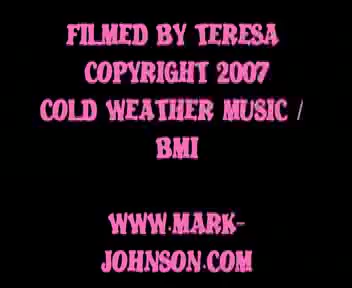 FILMED BY TERESA
COPYRIGHT 2007
COLD WEATHER MUSIC /
BMI
WWW.MARK-
JOHNSON.COM